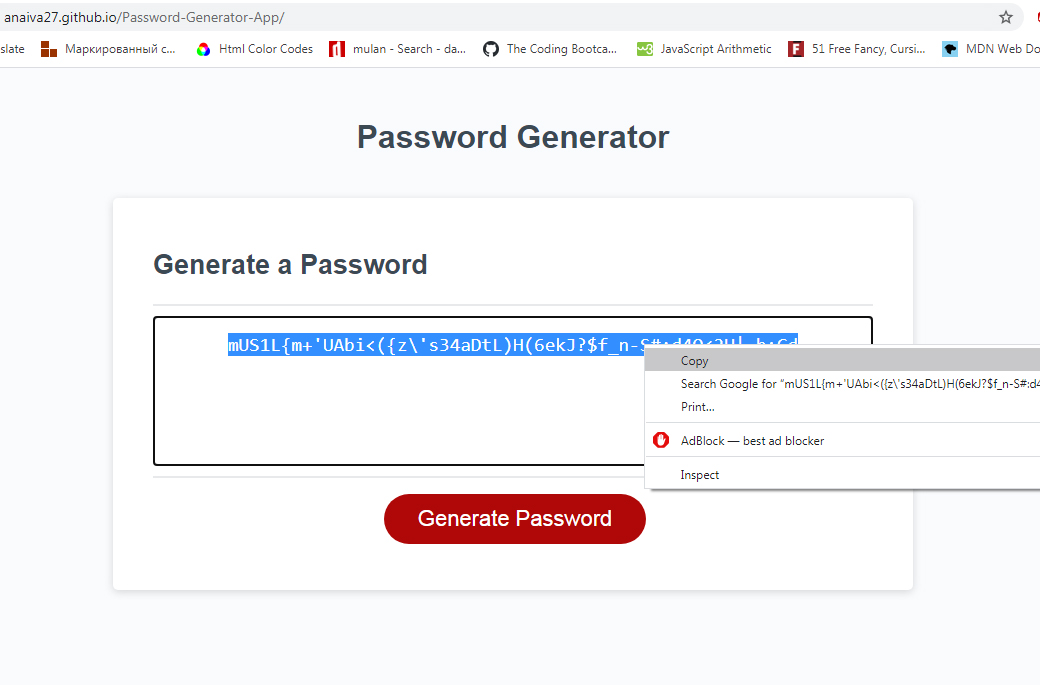 anaiva27.github.io/Password-Generator-App/
slate Маркированный с... Html Color Codes mulan - Search - da... The Coding Bootca... JavaScript Arithmetic 51 Free Fancy, Cursi... MDN Web Do
Password Generator
Generate a Password
mUS1L{m+'UAbi<({z\'s34aDtL)H(6ekJ?$f_n-S#:d4
Copy
Search Google for “mUS1L{m+'UAbi<({z\'s34aDtL)H(6ekJ?$f_n-S#:d4
Print...
AdBlock — best ad blocker
Inspect
Generate Password